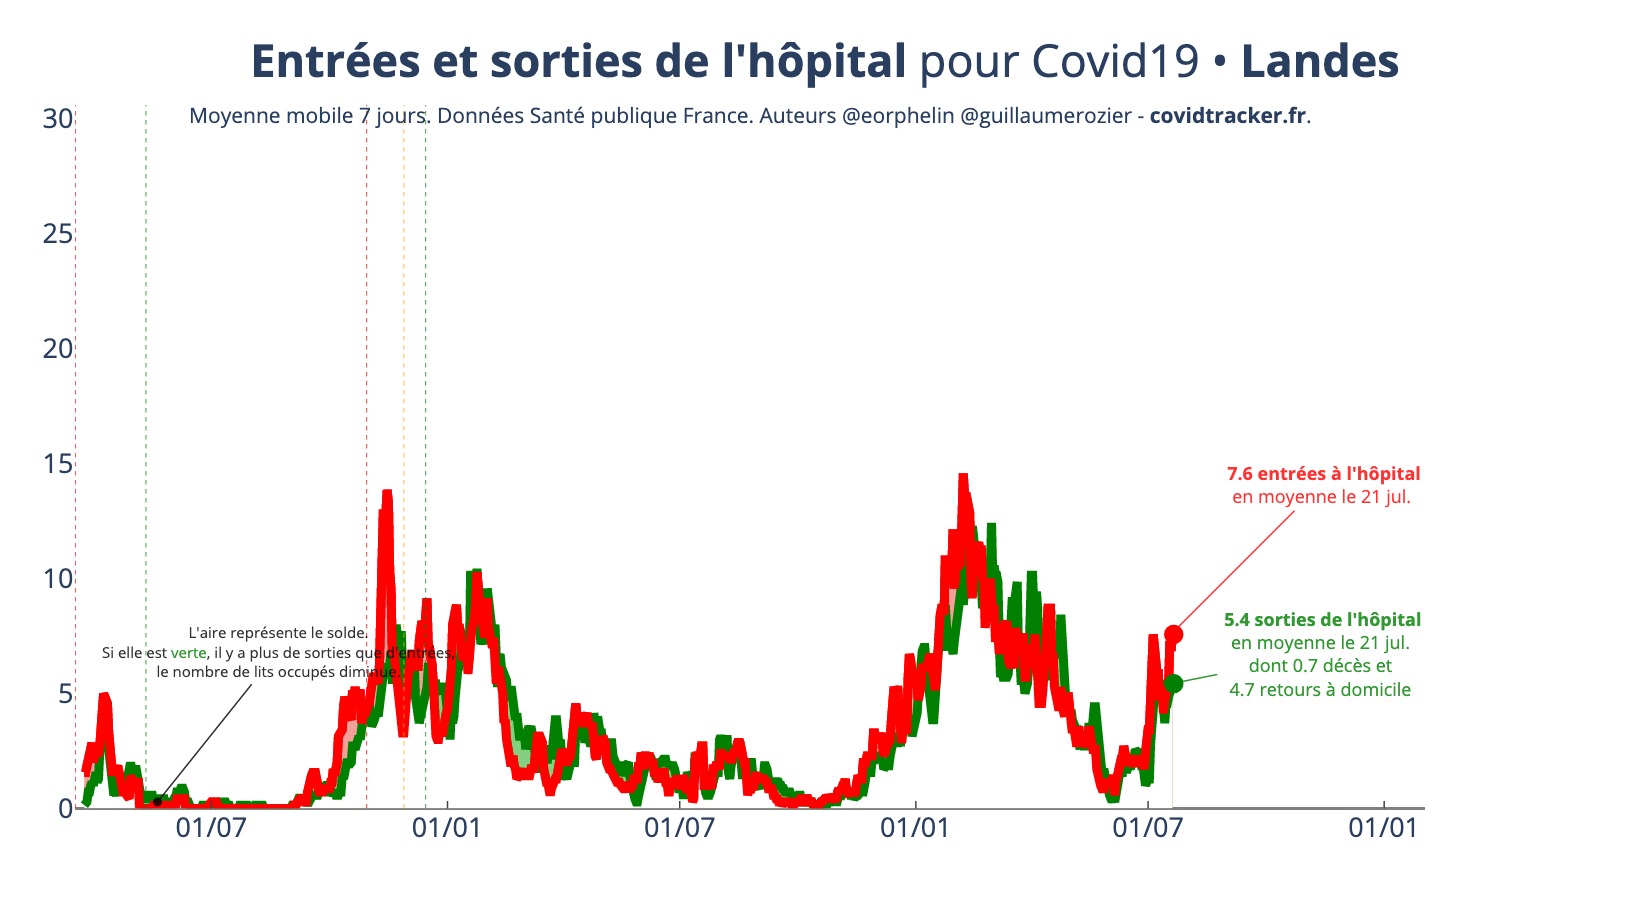 Entrées et sorties de l'hôpital pour Covid19 • Landes
Moyenne mobile 7 jours. Données Santé publique France. Auteurs @eorphelin @guillaumerozier - covidtracker.fr.
30
25
20
15
10
5
0
7.6 entrées à l'hôpital
en moyenne le 21 jul.
5.4 sorties de l'hôpital
en moyenne le 21 jul.
dont 0.7 décès et
4.7 retours à domicile
L'aire représente le solde.
Si elle est verte, il y a plus de sorties que d'entrées,
le nombre de lits occupés diminue.
01/07
01/01
01/07
01/01
01/07
01/01